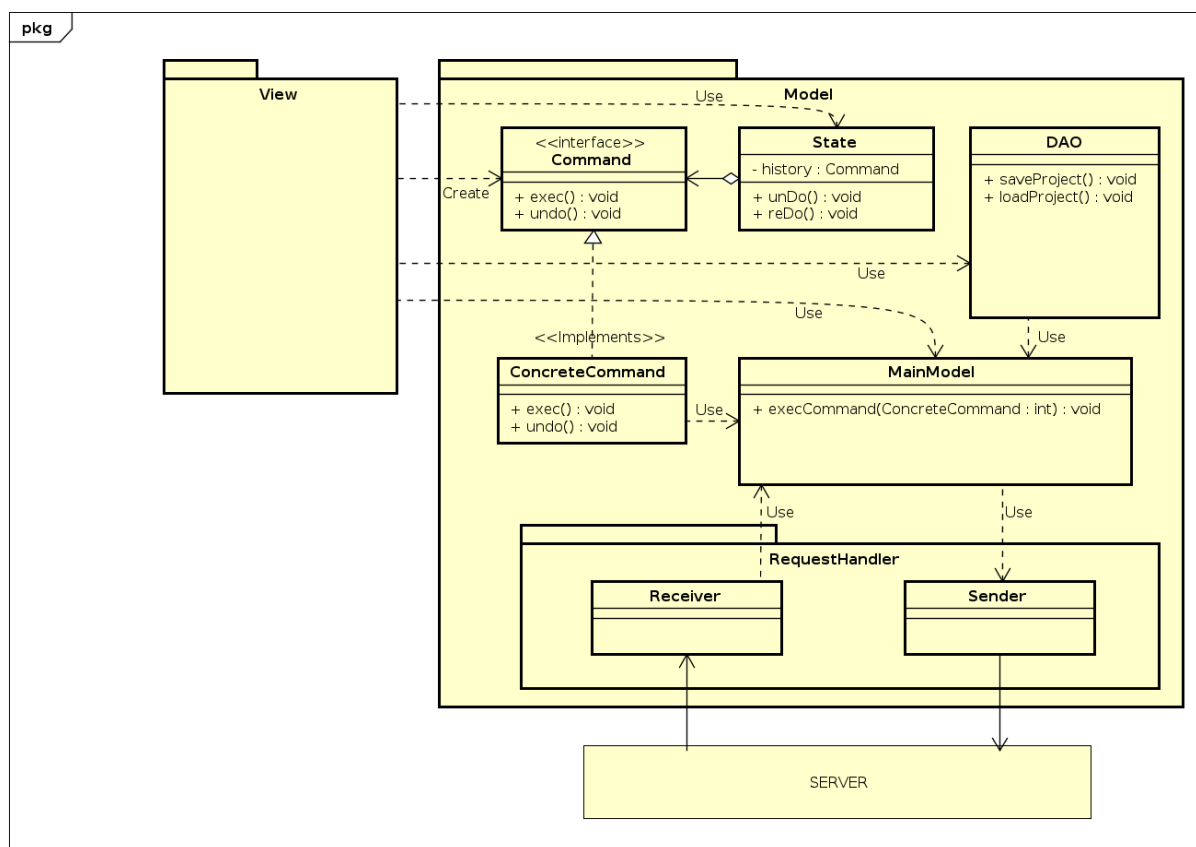 pkg
View
Model
Use
<<interface>>
Command
+ exec() : void
+ undo() : void
State
- history : Command
+ unDo() : void
+ reDo() : void
DAO
+ saveProject() : void
+ loadProject() : void
Create
Use
Use
Use
<<Implements>>
ConcreteCommand
+ exec() : void
+ undo() : void
Use
MainModel
+ execCommand(ConcreteCommand : int) : void
Use
Use
RequestHandler
Receiver
Sender
SERVER